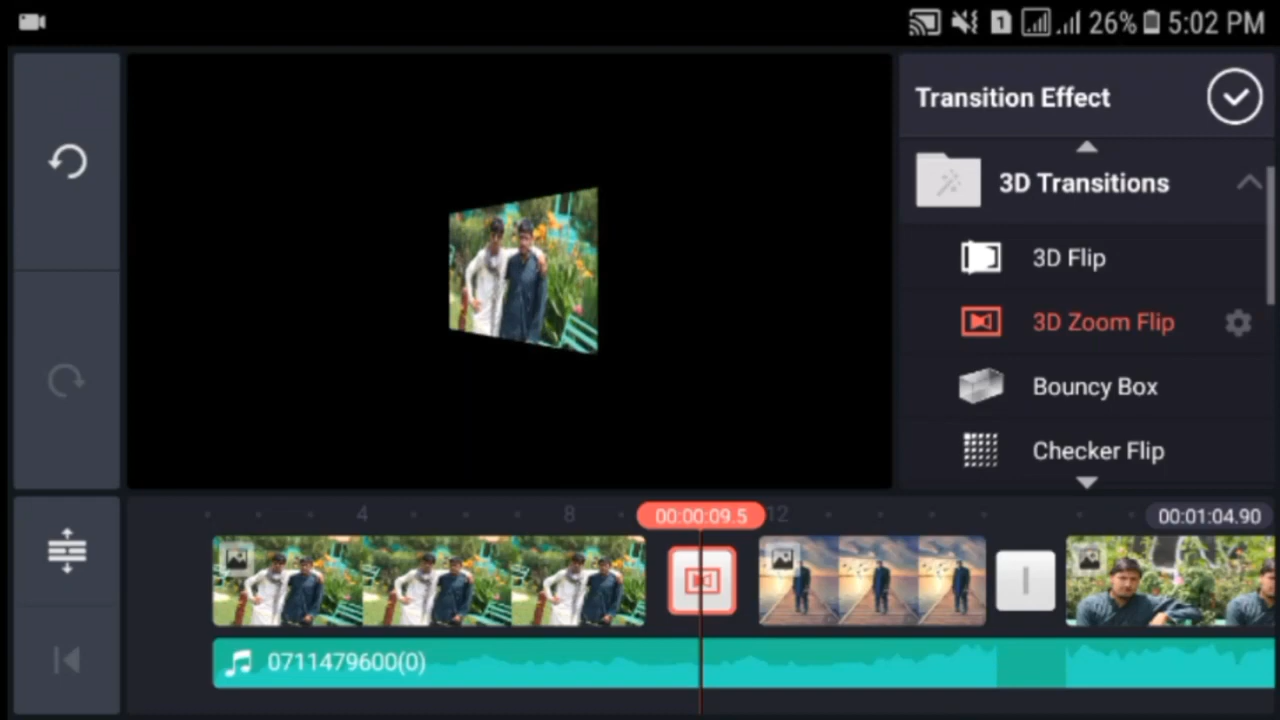 1 26% 5:02 PM
Transition Effect
3D Transitions
3D Flip
3D Zoom Flip
Bouncy Box
Checker Flip
4 8 00:00:09.5 12 00:01:04.90
0711479600(0)